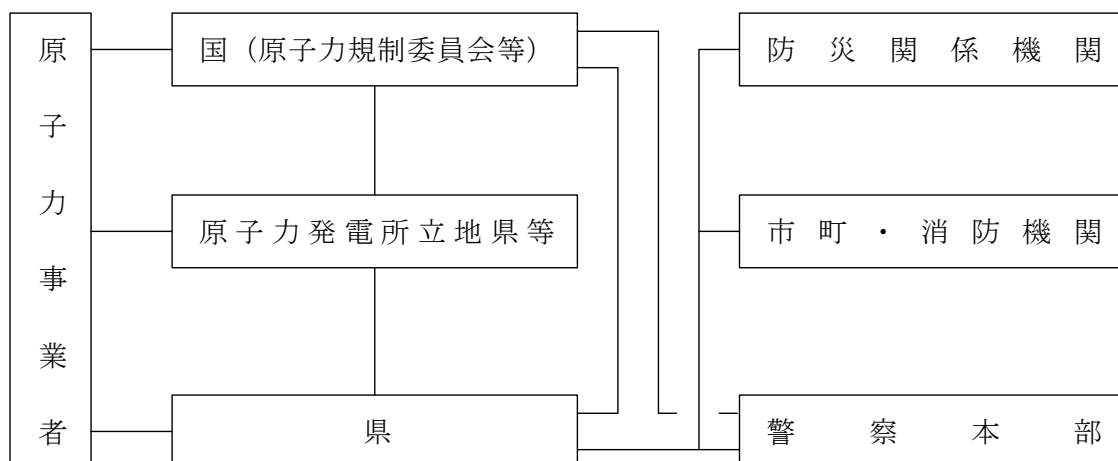 原子力事業者
国（原子力規制委員会等）
防災関係機関
原子力発電所立地県等
市町・消防機関
県
警察本部